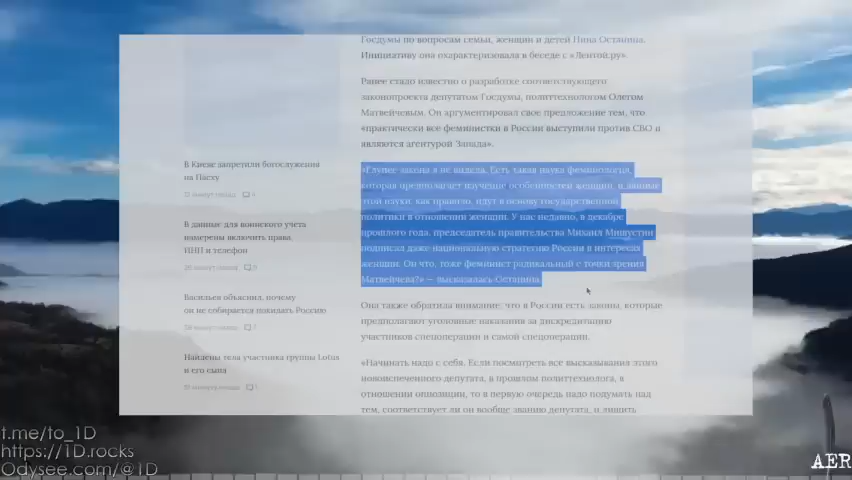 Госдумы по вопросам семьи, женщин и детей Нина Останина.
Инициативу она охарактеризовала в беседе с «Лентой.ру».
Ранее стало известно о разработке соответствующего
законопроекта депутатом Госдумы, политтехнологом Олегом
Матвейчевым. Он аргументировал свое предложение тем, что
«практически все феминистки в России выступили против СВО и
являются агентурой Запада».
В Киеве запретили богослужения
на Пасху
4
В данные для воинского учета
намерены включить права,
ИНН и телефон
Васильев объяснил, почему
он не собирается покидать Россию
7
Найдены тела участника группы Lotus
и его сына
«Глупее закона я не видела. Есть такая наука феминология,
которая предполагает изучение особенностей женщин, и данные
этой науки, как правило, идут в основу государственной
политики в отношении женщин. У нас недавно, в декабре
прошлого года, председатель правительства Михаил Мишустин
подписал даже национальную стратегию России в интересах
женщин. Он что, тоже феминист радикальный с точки зрения
Матвейчева?» — высказалась Останина.
Она также обратила внимание, что в России есть законы, которые
предполагают уголовные наказания за дискредитацию
участников спецоперации и самой спецоперации.
«Начинать надо с себя. Если посмотреть все высказывания этого
новоиспеченного депутата, в прошлом политтехнолога, в
отношении оппозиции, то в первую очередь надо подумать над
тем, соответствует ли он вообще званию депутата, и лишить
t.me/to_1D
https://1D.rocks
Odysee.com/@1D
AER